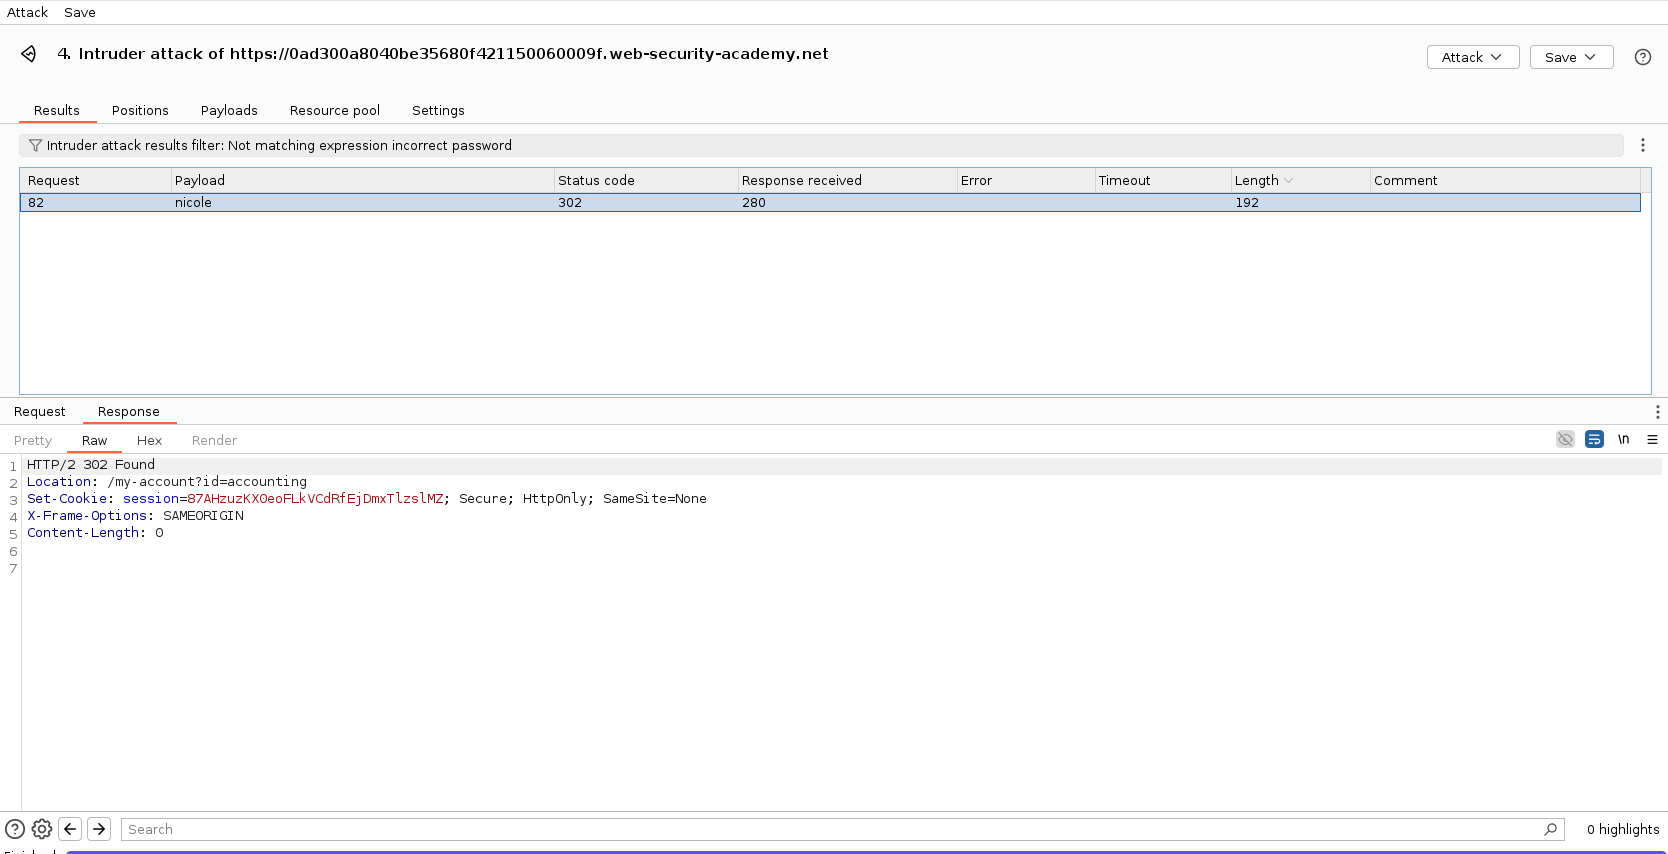 Attack Save
4. Intruder attack of https://0ad300a8040be35680f421150060009f.web-security-academy.net
Attack Save
Results Positions Payloads Resource pool Settings
Intruder attack results filter: Not matching expression incorrect password
Request Payload Status code Response received Error Timeout Length Comment
82 nicole 302 280 192
Request Response
Pretty Raw Hex Render
\n
1 HTTP/2 302 Found
2 Location: /my-account?id=accounting
3 Set-Cookie: session=87AHzuzKXOeoFLkVCdRfEjDmxTlzslMZ; Secure; HttpOnly; SameSite=None
4 X-Frame-Options: SAMEORIGIN
5 Content-Length: 0
6
7
Search
0 highlights